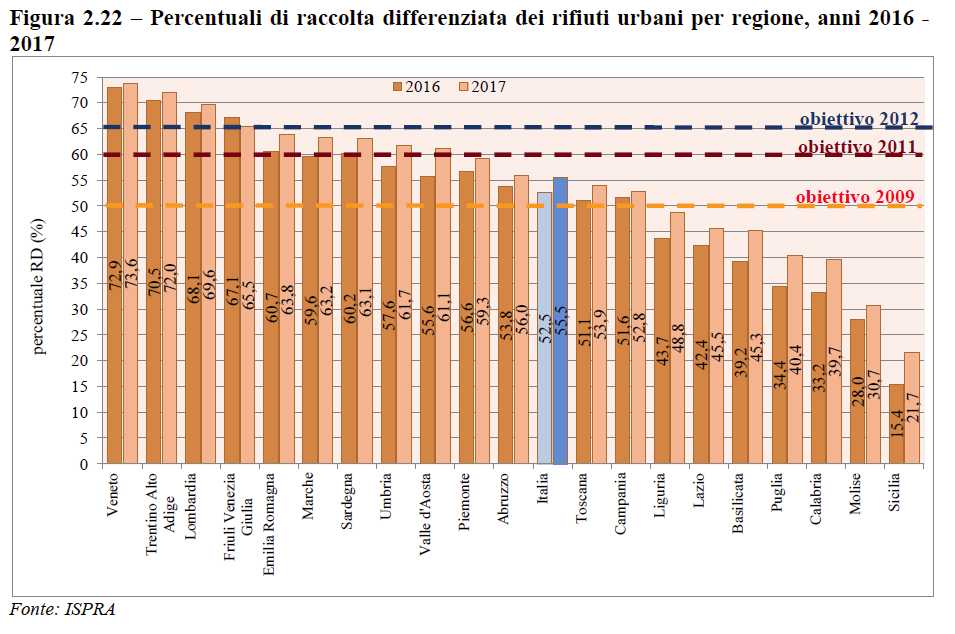 Figura 2.22 – Percentuali di raccolta differenziata dei rifiuti urbani per regione, anni 2016 -
2017
2016 2017
75
70
65
60
55
50
45
40
35
30
25
20
15
10
5
0
percentuale RD (%)
obiettivo 2012
obiettivo 2011
obiettivo 2009
72,9 73,6
70,5 72,0
68,1 69,6
67,1 65,5
60,7 63,8
59,6 63,2
60,2 63,1
57,6 61,7
55,6 61,1
56,6 59,3
53,8 56,0
52,5 55,5
51,1 53,9
51,6 52,8
43,7 48,8
42,4 45,5
39,2 45,3
34,4 40,4
33,2 39,7
28,0 30,7
15,4 21,7
Veneto
Trentino Alto
Adige
Lombardia
Friuli Venezia
Giulia
Emilia Romagna
Marche
Sardegna
Umbria
Valle d'Aosta
Piemonte
Abruzzo
Italia
Toscana
Campania
Liguria
Lazio
Basilicata
Puglia
Calabria
Molise
Sicilia
Fonte: ISPRA